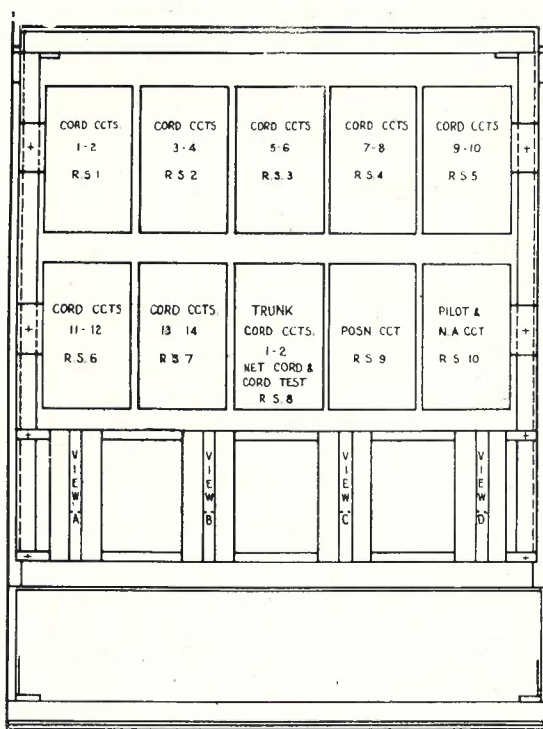 CORD CCTS.
1-2
R.S 1
CORD CCTS
3-4
R S 2
CORD CCTS
5-6
R.S.3
CORD CCTS
7-8
R S.4
CORD CCTS
9-10
R S 5
CORD CCTS
11-12
R.S.6
CORD CCTS.
13 14
R S 7
TRUNK
CORD CCTS.
1-2
NET CORD &
CORD TEST
R S. 8
POSN CCT
R S 9
PILOT &
N.A CCT
R S 10
VIEW 'A'
VIEW 'B'
VIEW 'C'
VIEW 'D'